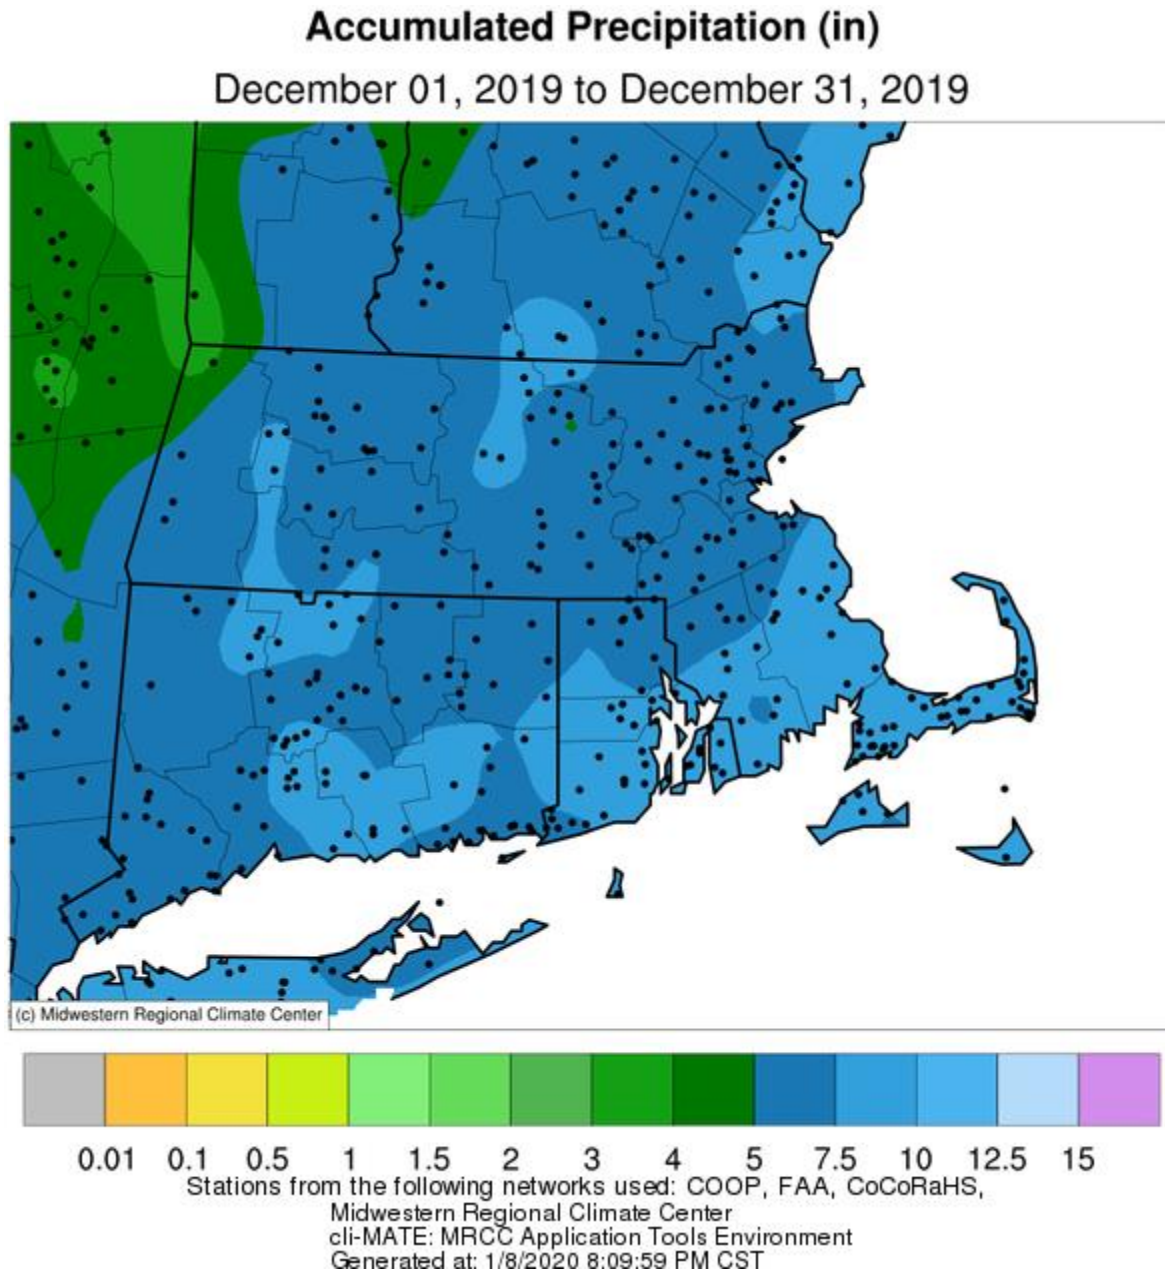 Accumulated Precipitation (in)
December 01, 2019 to December 31, 2019
(c) Midwestern Regional Climate Center
0.01 0.1 0.5 1 1.5 2 3 4 5 7.5 10 12.5 15
Stations from the following networks used: COOP, FAA, CoCoRaHS,
Midwestern Regional Climate Center
cli-MATE: MRCC Application Tools Environment
Generated at: 1/8/2020 8:09:59 PM CST